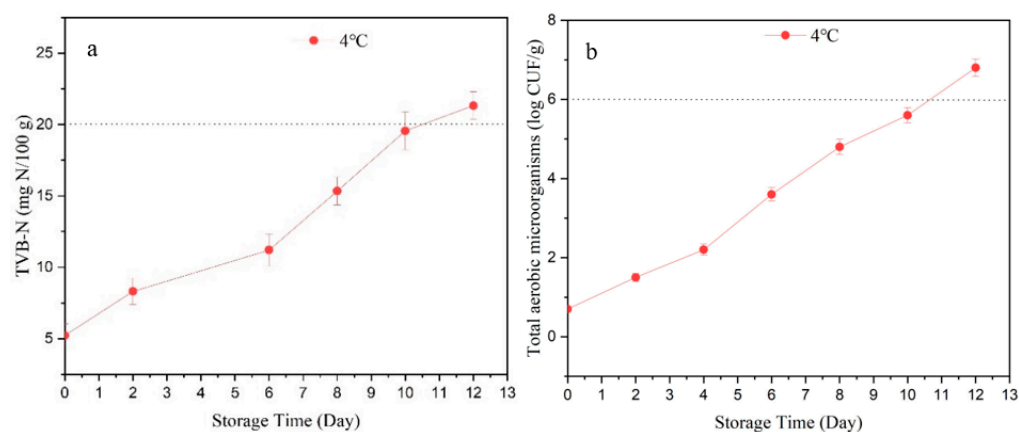 a
4℃
25
20
15
10
5
TVB-N (mg N/100 g)
0 1 2 3 4 5 6 7 8 9 10 11 12 13
Storage Time (Day)
b
4℃
8
6
4
2
0
Total aerobic microorganisms (log CUF/g)
0 1 2 3 4 5 6 7 8 9 10 11 12 13
Storage Time (Day)